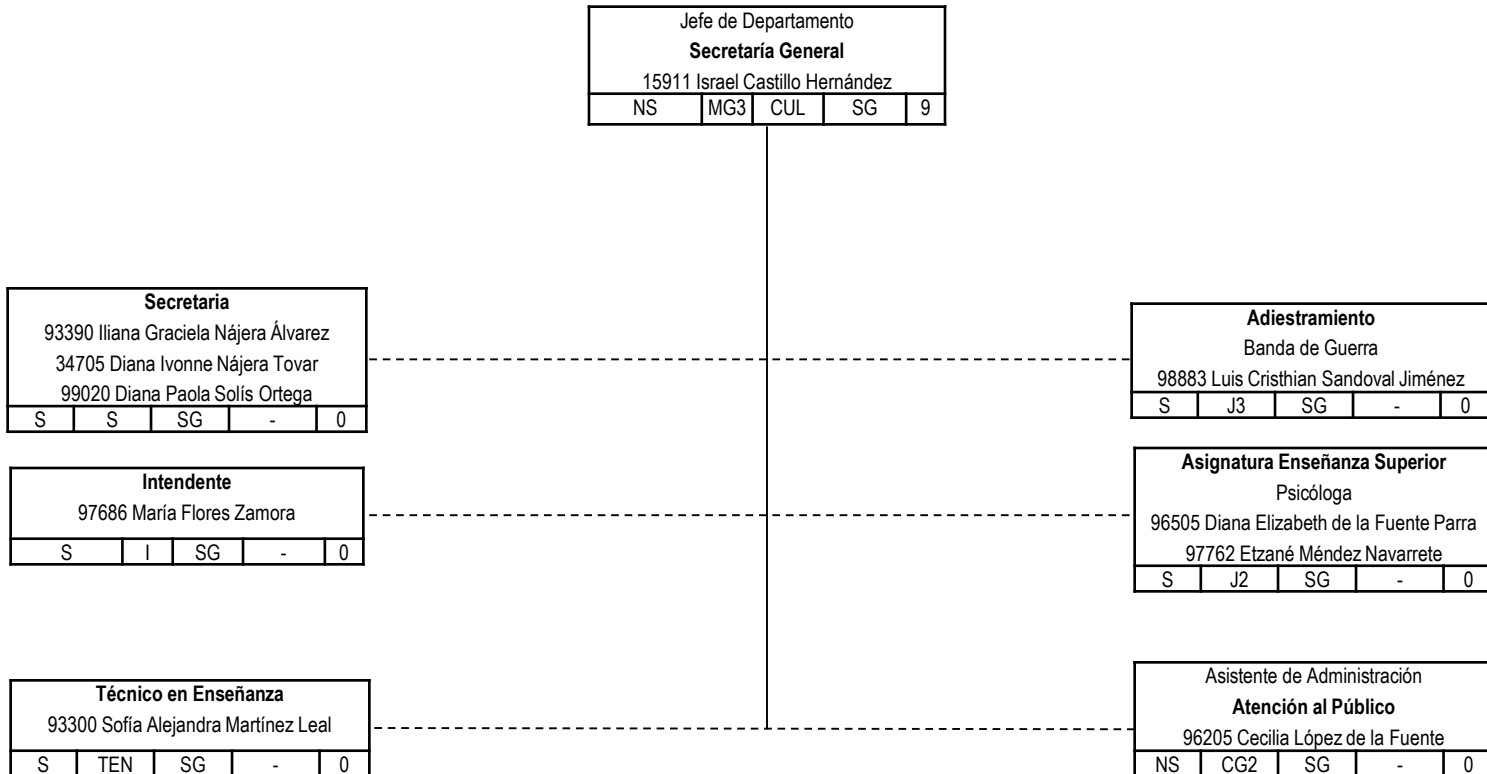 Jefe de Departamento
Secretaría General
15911 Israel Castillo Hernández
NS MG3 CUL SG 9
Secretaria
93390 Iliana Graciela Nájera Álvarez
34705 Diana Ivonne Nájera Tovar
99020 Diana Paola Solís Ortega
S S SG - 0
Adiestramiento
Banda de Guerra
98883 Luis Cristhian Sandoval Jiménez
S J3 SG - 0
Intendente
97686 María Flores Zamora
S I SG - 0
Asignatura Enseñanza Superior
Psicóloga
96505 Diana Elizabeth de la Fuente Parra
97762 Etzané Méndez Navarrete
S J2 SG - 0
Técnico en Enseñanza
93300 Sofía Alejandra Martínez Leal
S TEN SG - 0
Asistente de Administración
Atención al Público
96205 Cecilia López de la Fuente
NS CG2 SG - 0